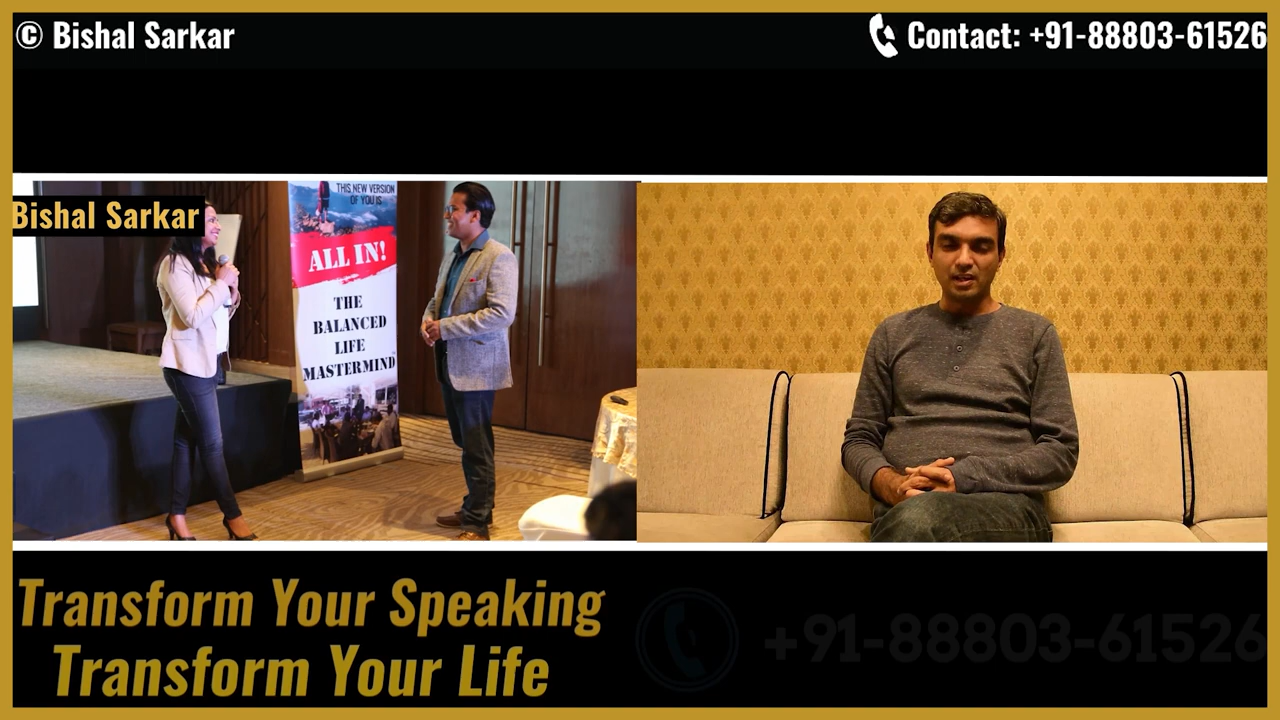 © Bishal Sarkar
Contact: +91-88803-61526
Bishal Sarkar
THIS NEW VERSION
OF YOU IS
ALL IN!
THE
BALANCED
LIFE
MASTERMIND
Transform Your Speaking
Transform Your Life
+91-88803-61526